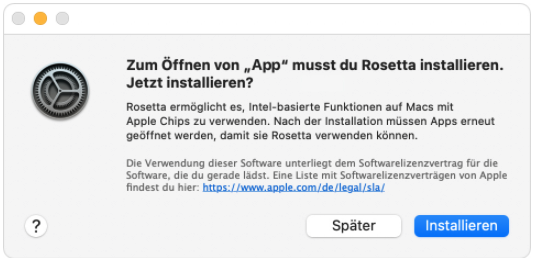 Zum Öffnen von „App“ musst du Rosetta installieren.
Jetzt installieren?
Rosetta ermöglicht es, Intel-basierte Funktionen auf Macs mit
Apple Chips zu verwenden. Nach der Installation müssen Apps erneut
geöffnet werden, damit sie Rosetta verwenden können.
Die Verwendung dieser Software unterliegt dem Softwarelizenzvertrag für die
Software, die du gerade lädst. Eine Liste mit Softwarelizenzverträgen von Apple
findest du hier: https://www.apple.com/de/legal/sla/
?
Später
Installieren